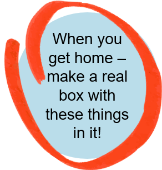 When you
get home –
make a real
box with
these things
in it!